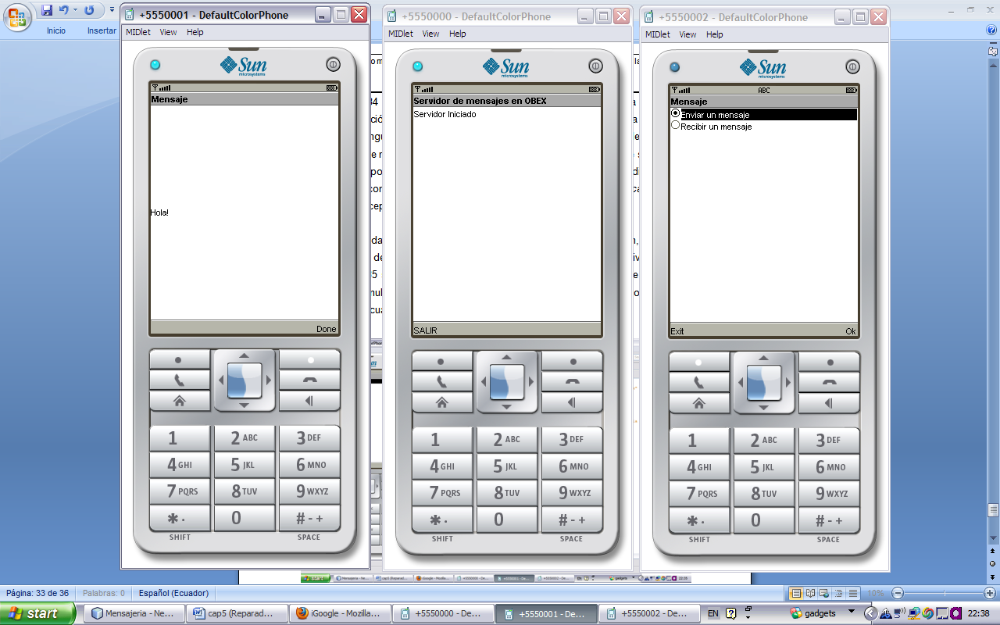 +5550001 - DefaultColorPhone
MIDlet View Help
Sun
microsystems
Mensaje
Hola!
Done
1
2 ABC
3 DEF
4 GHI
5 JKL
6 MNO
7 PQRS
8 TUV
9 WXYZ
* .
0
# - +
SHIFT
SPACE
+5550000 - DefaultColorPhone
MIDlet View Help
Sun
microsystems
Servidor de mensajes en OBEX
Servidor Iniciado
SALIR
1
2 ABC
3 DEF
4 GHI
5 JKL
6 MNO
7 PQRS
8 TUV
9 WXYZ
* .
0
# - +
SHIFT
SPACE
+5550002 - DefaultColorPhone
MIDlet View Help
Sun
microsystems
ABC
Mensaje
Enviar un mensaje
Recibir un mensaje
Exit Ok
1
2 ABC
3 DEF
4 GHI
5 JKL
6 MNO
7 PQRS
8 TUV
9 WXYZ
* .
0
# - +
SHIFT
SPACE
Inicio Insertar
Página: 33 de 36 Palabras: 0 Español (Ecuador) 110%
start Mensajeria - Ne... cap5 (Reparad... iGoogle - Mozilla... +5550000 - De... +5550001 - De... +5550002 - De... EN gadgets 22:38